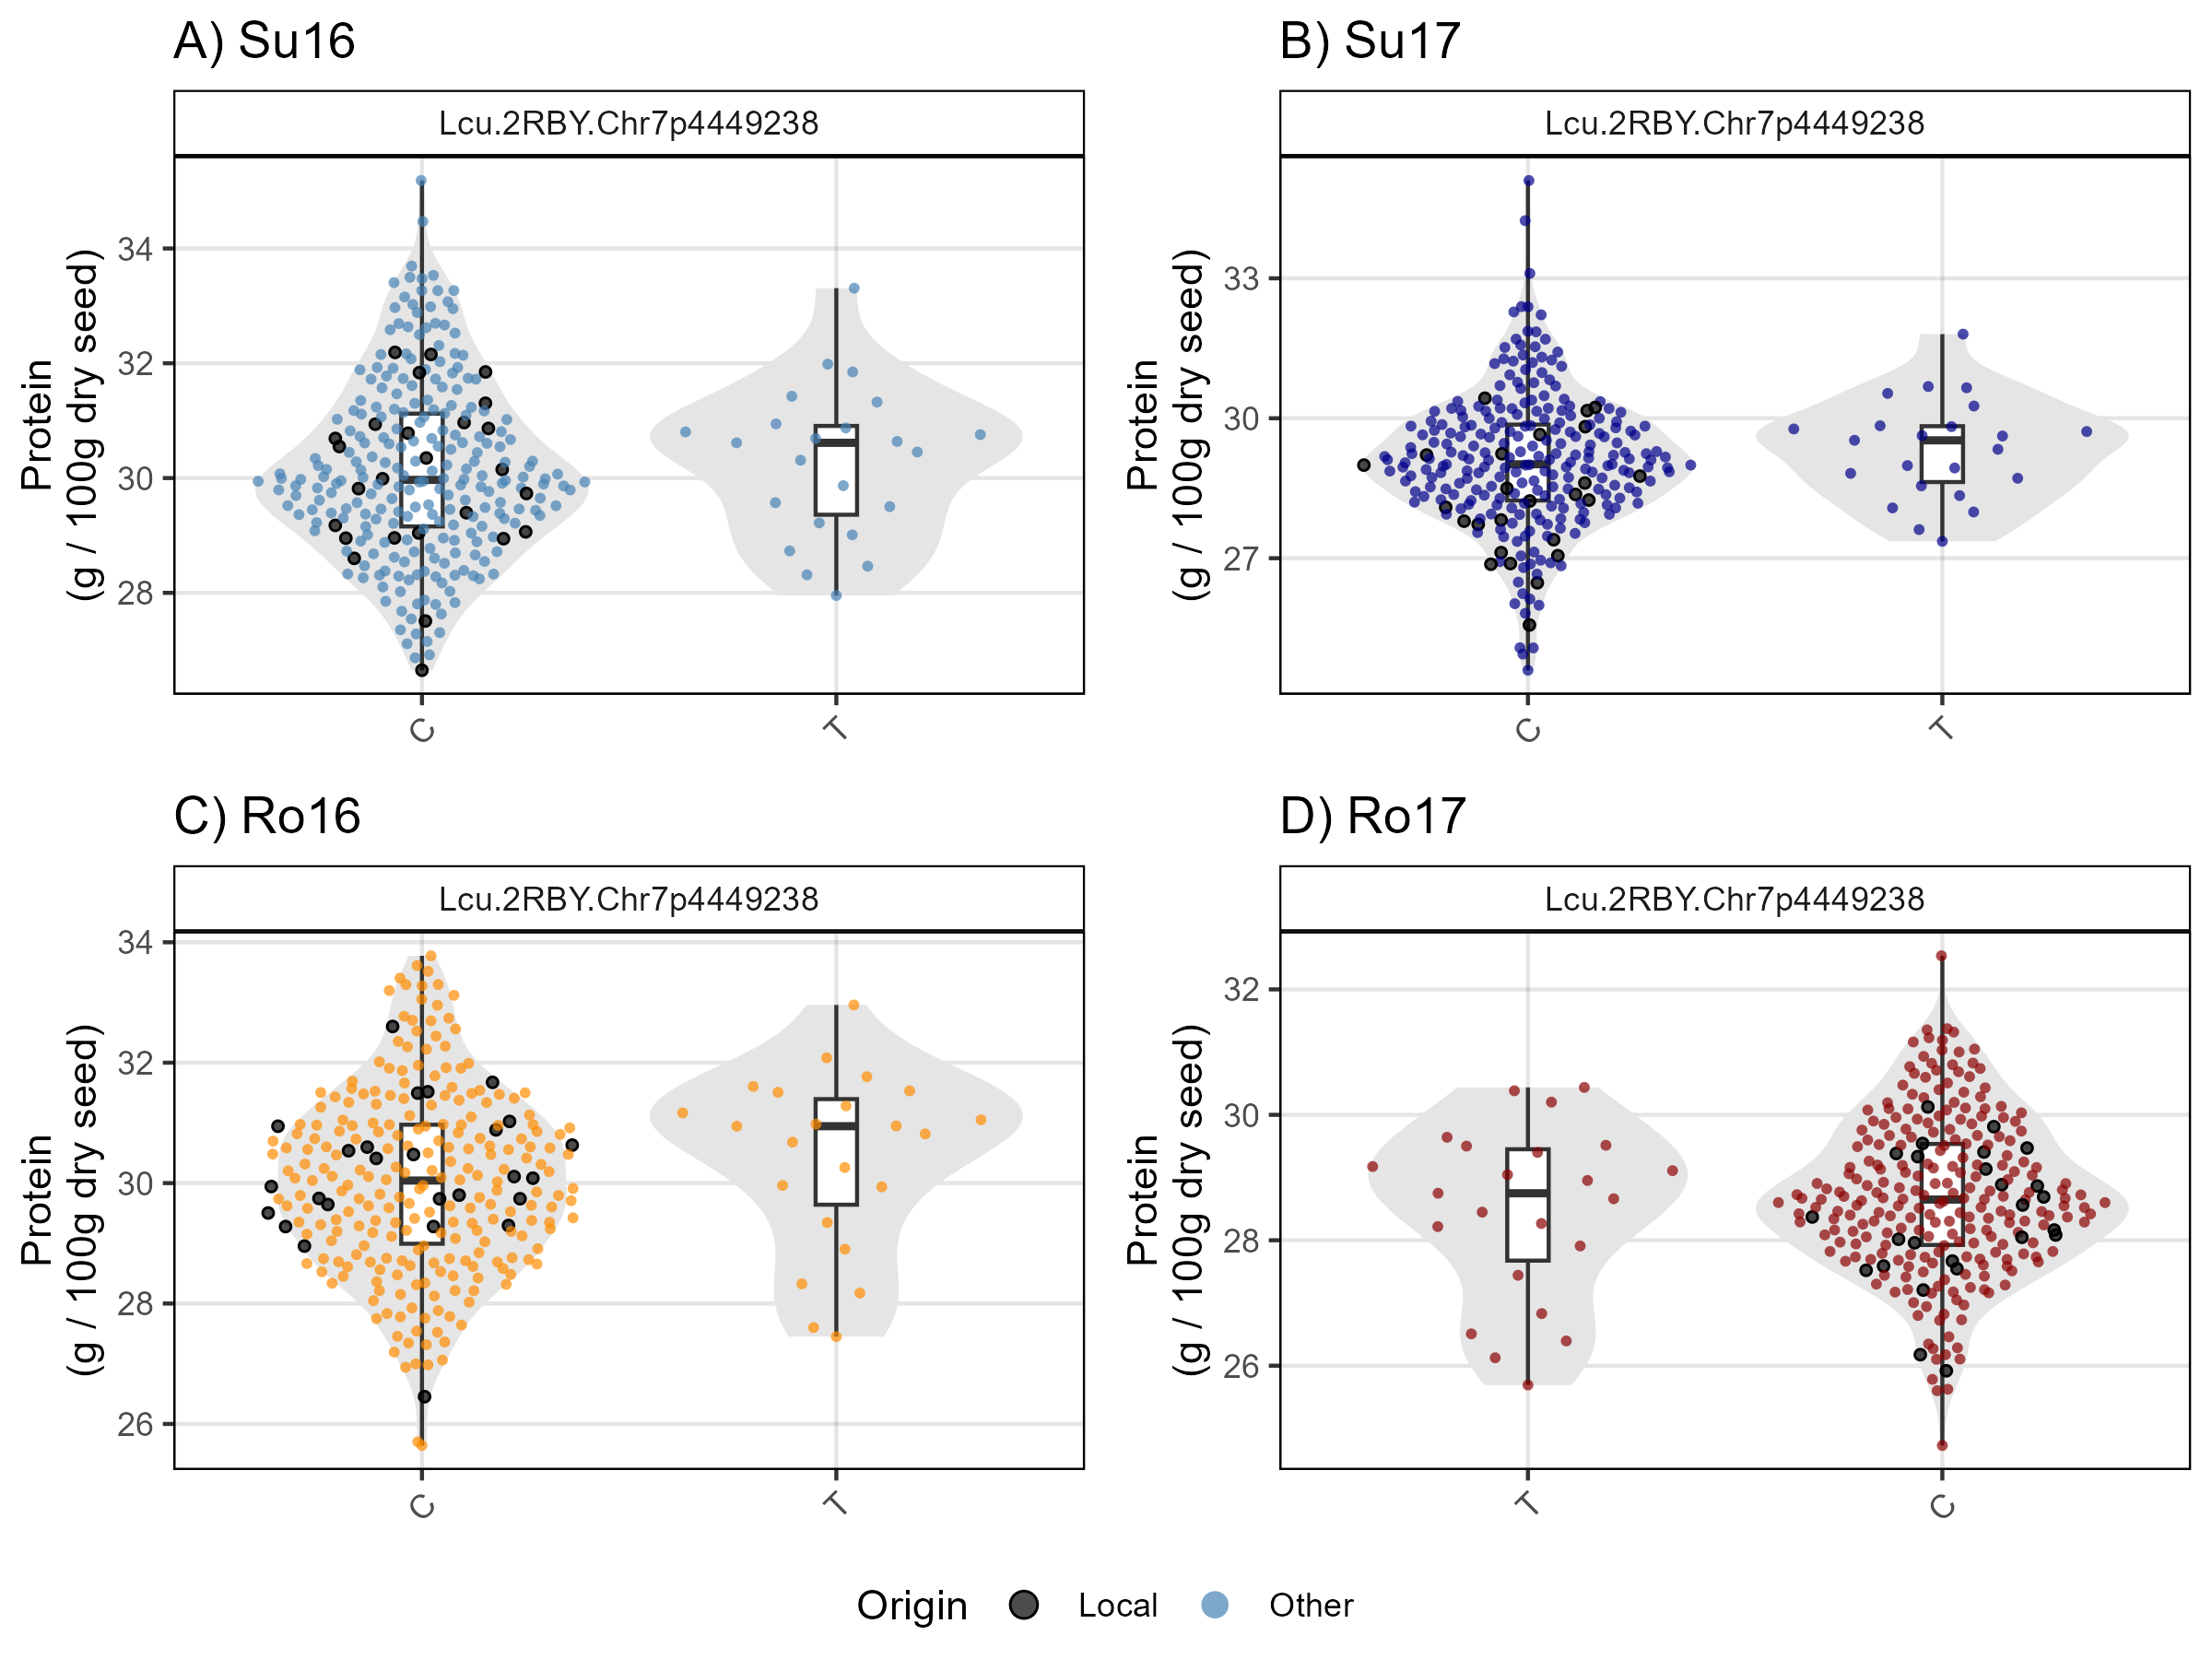 A) Su16
Lcu.2RBY.Chr7p4449238
Protein
(g / 100g dry seed)
34
32
30
28
C
T
B) Su17
Lcu.2RBY.Chr7p4449238
Protein
(g / 100g dry seed)
33
30
27
C
T
C) Ro16
Lcu.2RBY.Chr7p4449238
Protein
(g / 100g dry seed)
34
32
30
28
26
C
T
D) Ro17
Lcu.2RBY.Chr7p4449238
Protein
(g / 100g dry seed)
32
30
28
26
T
C
Origin Local Other